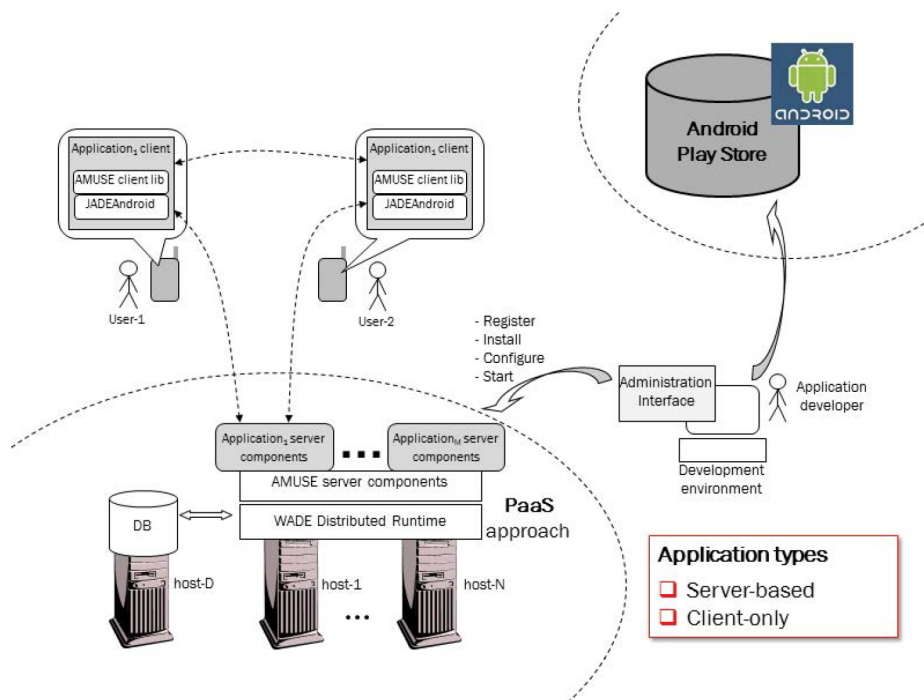 android
Android
Play Store
Application₁ client
AMUSE client lib
JADEAndroid
Application₁ client
AMUSE client lib
JADEAndroid
User-1
User-2
- Register
- Install
- Configure
- Start
Administration
Interface
Application
developer
Development
environment
Application₁ server
components
...
Application_M server
components
AMUSE server components
WADE Distributed Runtime
PaaS
approach
DB
host-D
host-1
host-N
...
Application types
Server-based
Client-only